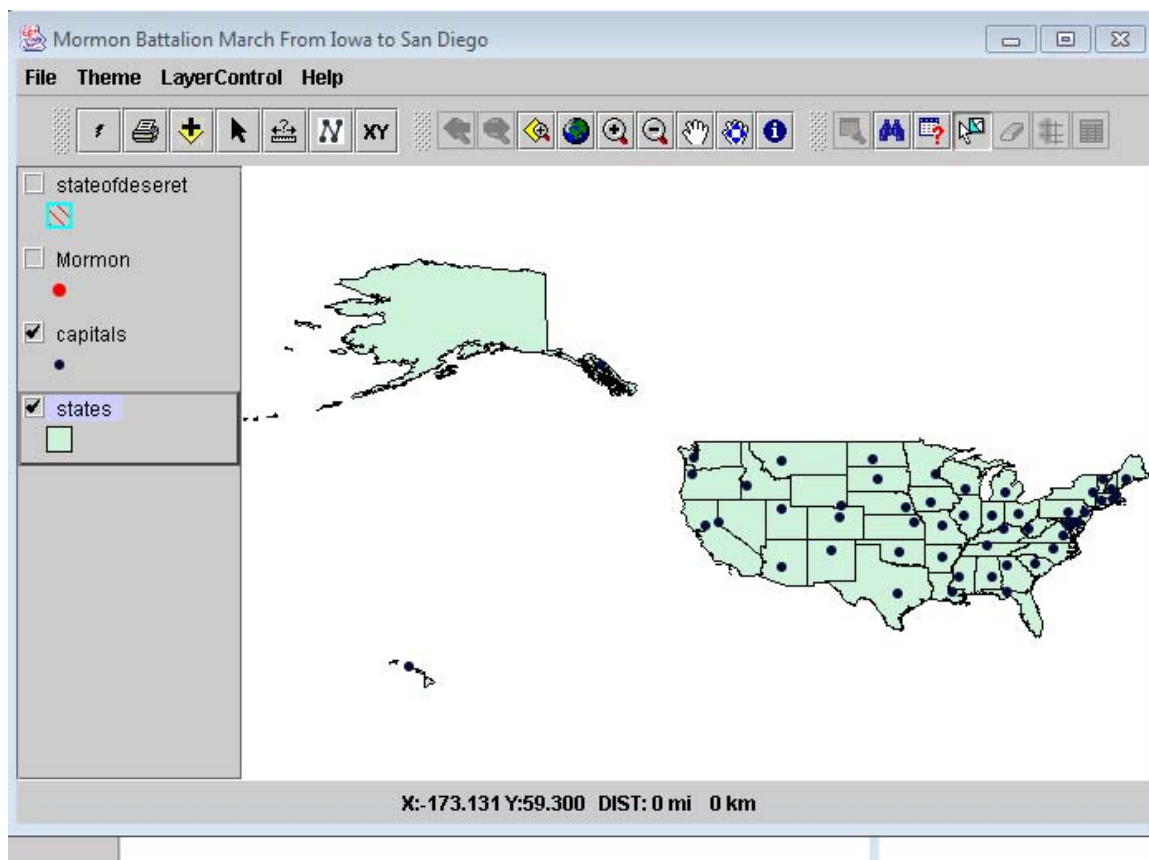 Mormon Battalion March From Iowa to San Diego
File Theme LayerControl Help
N XY
stateofdeseret
Mormon
capitals
states
X:-173.131 Y:59.300 DIST: 0 mi 0 km